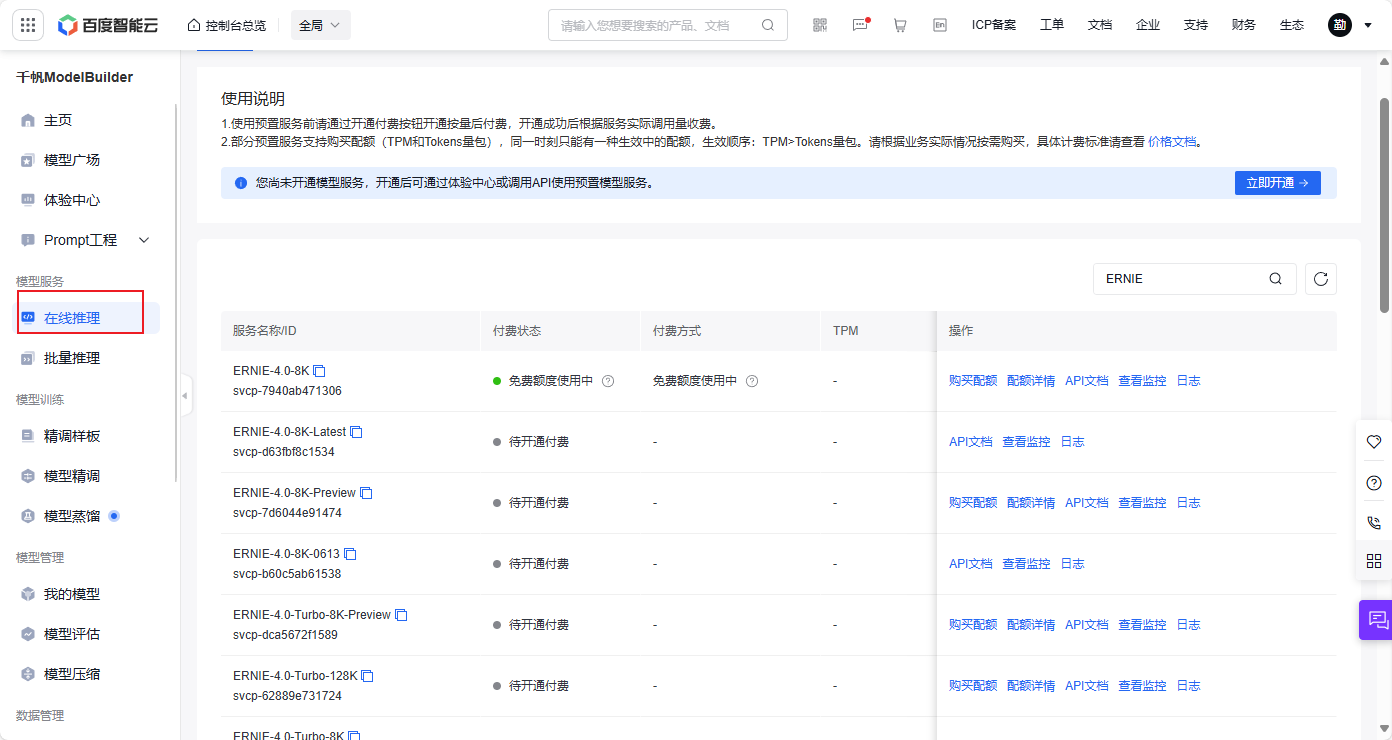 百度智能云
控制台总览
全局
请输入您想要搜索的产品、文档
En
ICP备案
工单
文档
企业
支持
财务
生态
勤
千帆ModelBuilder
主页
模型广场
体验中心
Prompt工程
模型服务
在线推理
批量推理
模型训练
精调样板
模型精调
模型蒸馏
模型管理
我的模型
模型评估
模型压缩
数据管理
使用说明
1.使用预置服务前请通过开通付费按钮开通按量后付费，开通成功后根据服务实际调用量收费。
2.部分预置服务支持购买配额（TPM和Tokens量包），同一时刻只能有一种生效中的配额，生效顺序：TPM>Tokens量包。请根据业务实际情况按需购买，具体计费标准请查看 价格文档。
您尚未开通模型服务，开通后可通过体验中心或调用API使用预置模型服务。
立即开通
ERNIE
服务名称/ID 付费状态 付费方式 TPM 操作
ERNIE-4.0-8K
svcp-7940ab471306
免费额度使用中 免费额度使用中 - 购买配额 配额详情 API文档 查看监控 日志
ERNIE-4.0-8K-Latest
svcp-d63fbf8c1534
待开通付费 - - API文档 查看监控 日志
ERNIE-4.0-8K-Preview
svcp-7d6044e91474
待开通付费 - - 购买配额 配额详情 API文档 查看监控 日志
ERNIE-4.0-8K-0613
svcp-b60c5ab61538
待开通付费 - - API文档 查看监控 日志
ERNIE-4.0-Turbo-8K-Preview
svcp-dca5672f1589
待开通付费 - - 购买配额 配额详情 API文档 查看监控 日志
ERNIE-4.0-Turbo-128K
svcp-62889e731724
待开通付费 - - 购买配额 配额详情 API文档 查看监控 日志
ERNIE-4.0-Turbo-8K